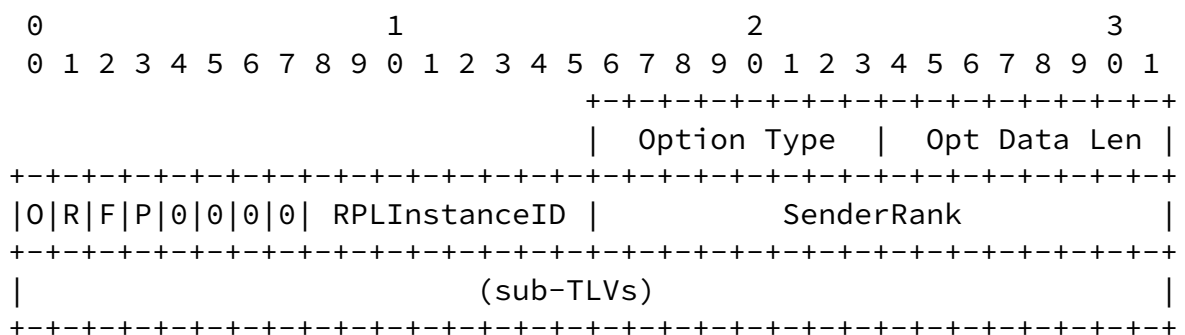 0                   1                   2                   3
 0 1 2 3 4 5 6 7 8 9 0 1 2 3 4 5 6 7 8 9 0 1 2 3 4 5 6 7 8 9 0 1
                                +-+-+-+-+-+-+-+-+-+-+-+-+-+-+-+-+
                                |  Option Type  |  Opt Data Len |
+-+-+-+-+-+-+-+-+-+-+-+-+-+-+-+-+-+-+-+-+-+-+-+-+-+-+-+-+-+-+-+-+
|O|R|F|P|0|0|0|0| RPLInstanceID |          SenderRank           |
+-+-+-+-+-+-+-+-+-+-+-+-+-+-+-+-+-+-+-+-+-+-+-+-+-+-+-+-+-+-+-+-+
|                         (sub-TLVs)                            |
+-+-+-+-+-+-+-+-+-+-+-+-+-+-+-+-+-+-+-+-+-+-+-+-+-+-+-+-+-+-+-+-+